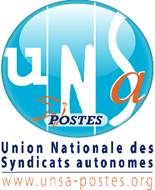 uNSa
POSTES
Union Nationale des
Syndicats autonomes
www.unsa-postes.org